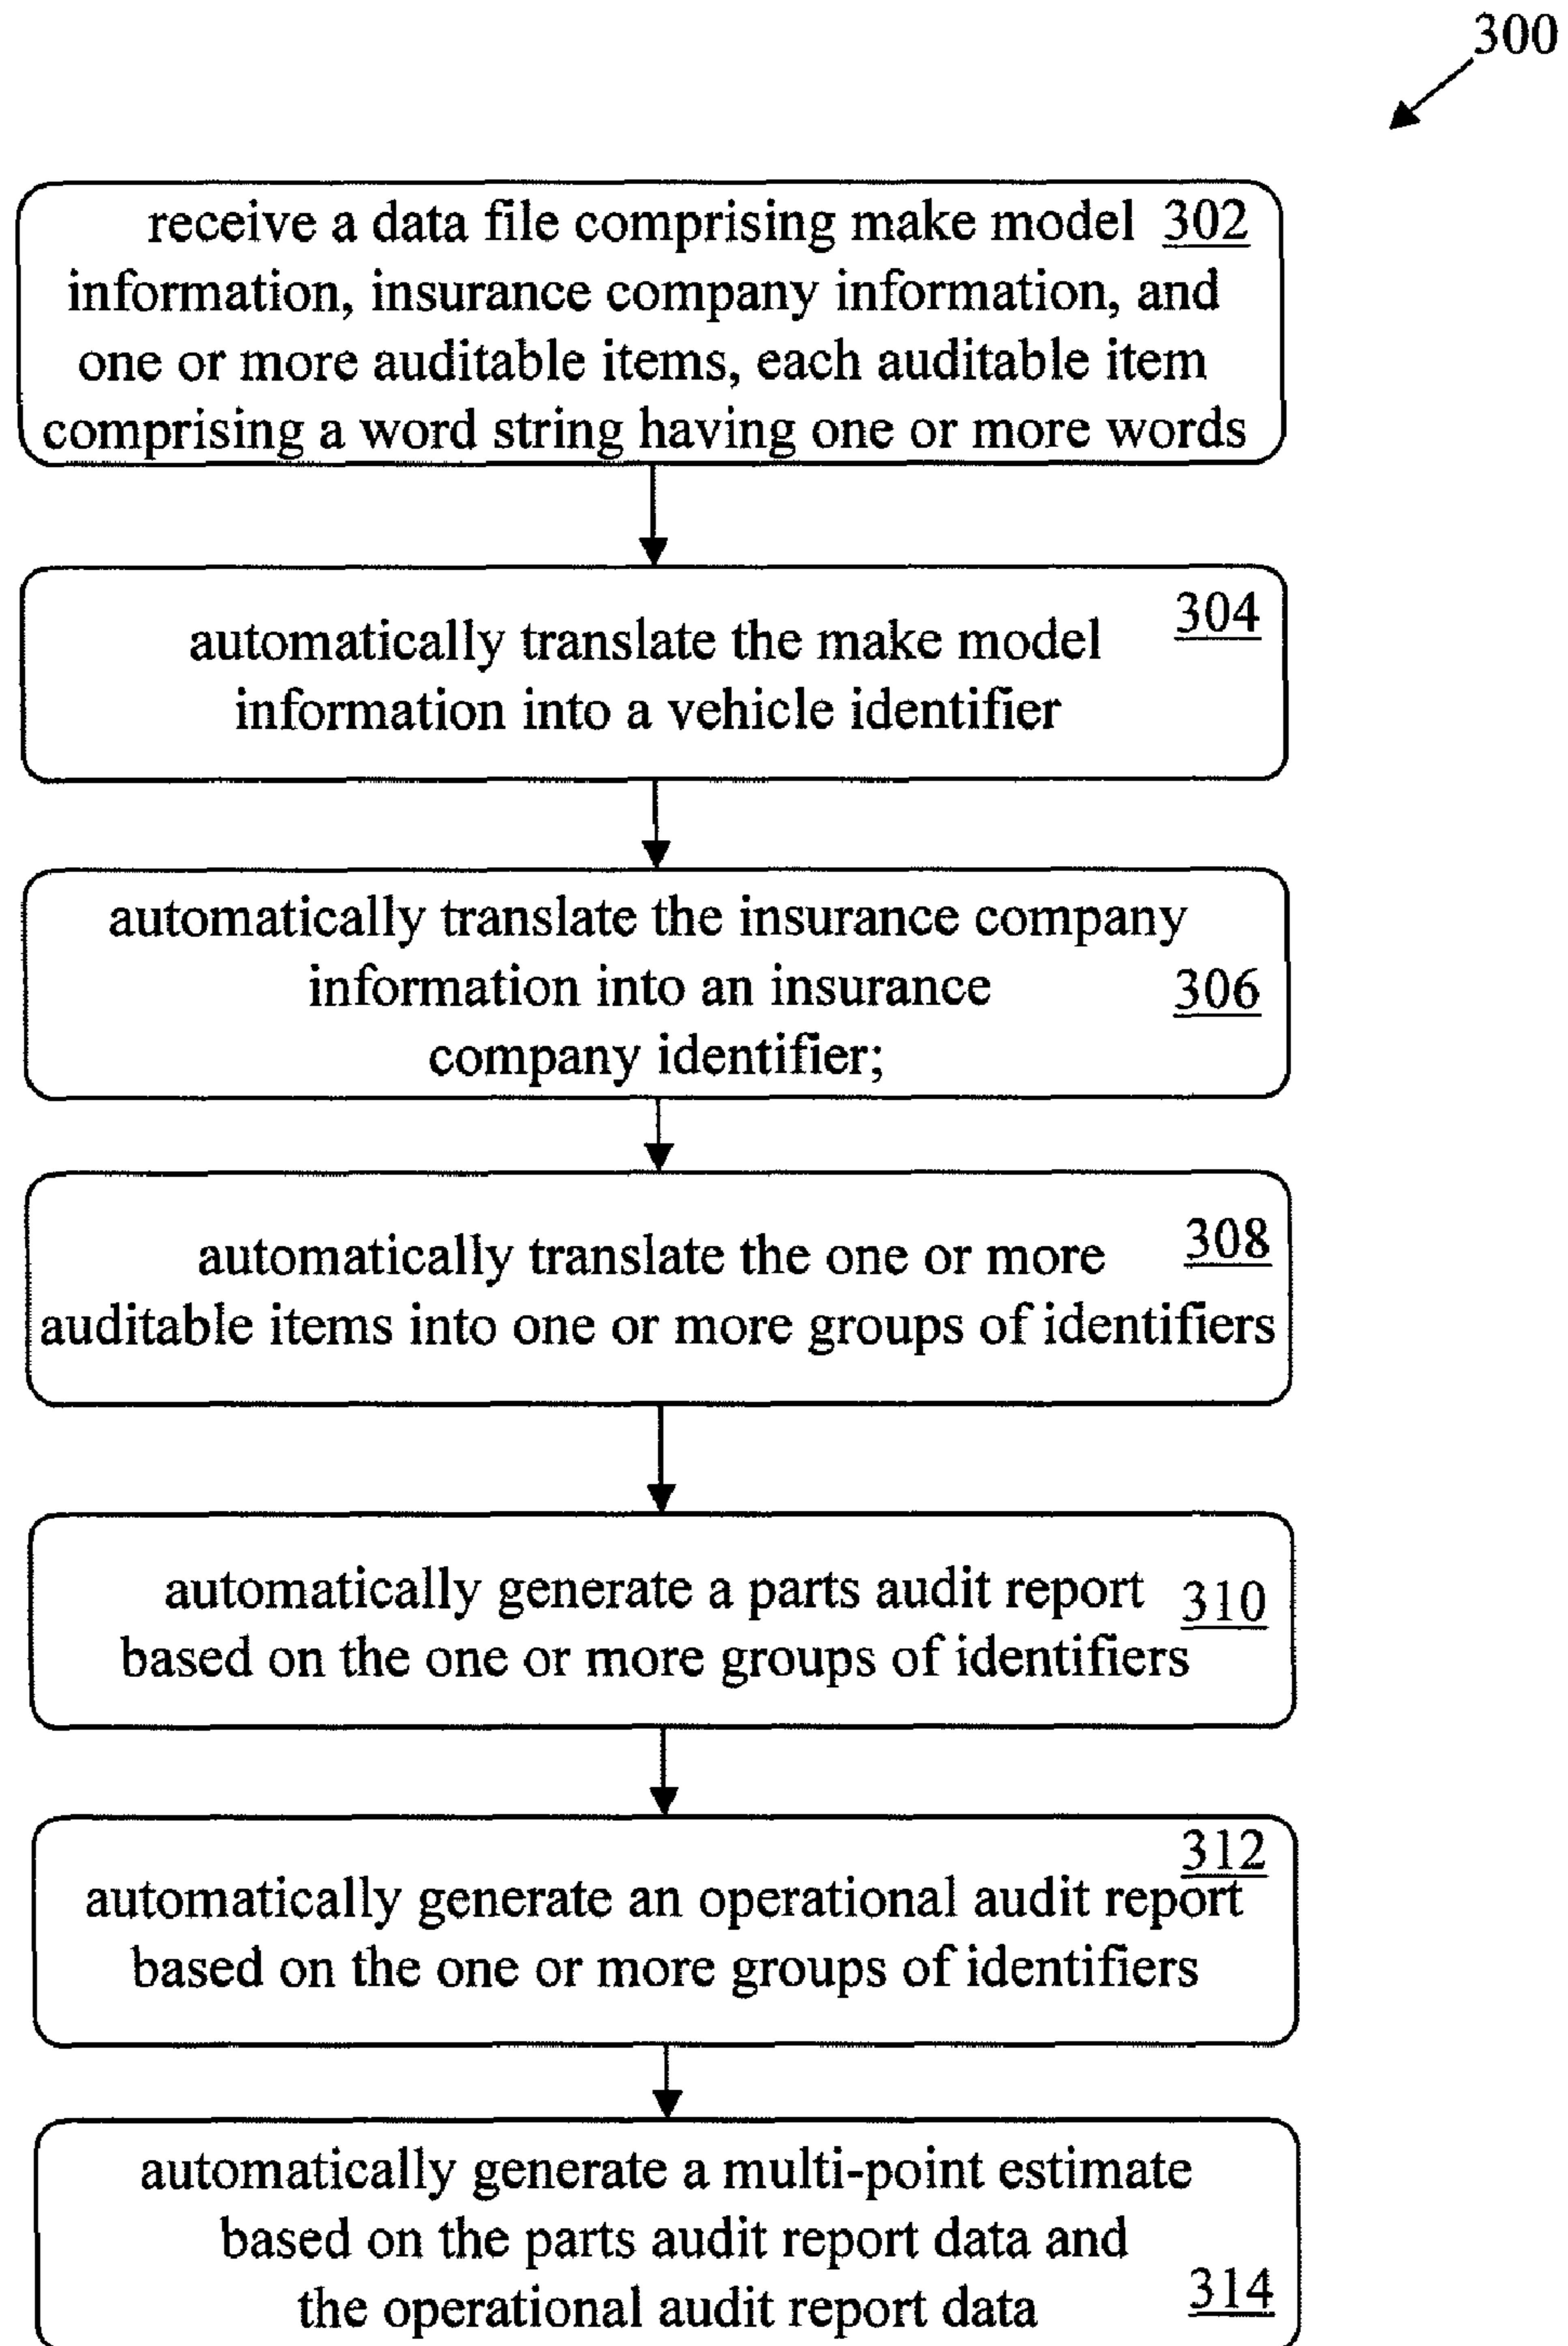 300
receive a data file comprising make model 302
information, insurance company information, and
one or more auditable items, each auditable item
comprising a word string having one or more words
304
automatically translate the make model
information into a vehicle identifier
automatically translate the insurance company
information into an insurance 306
company identifier;
automatically translate the one or more 308
auditable items into one or more groups of identifiers
automatically generate a parts audit report 310
based on the one or more groups of identifiers
312
automatically generate an operational audit report
based on the one or more groups of identifiers
automatically generate a multi-point estimate
based on the parts audit report data and
the operational audit report data 314